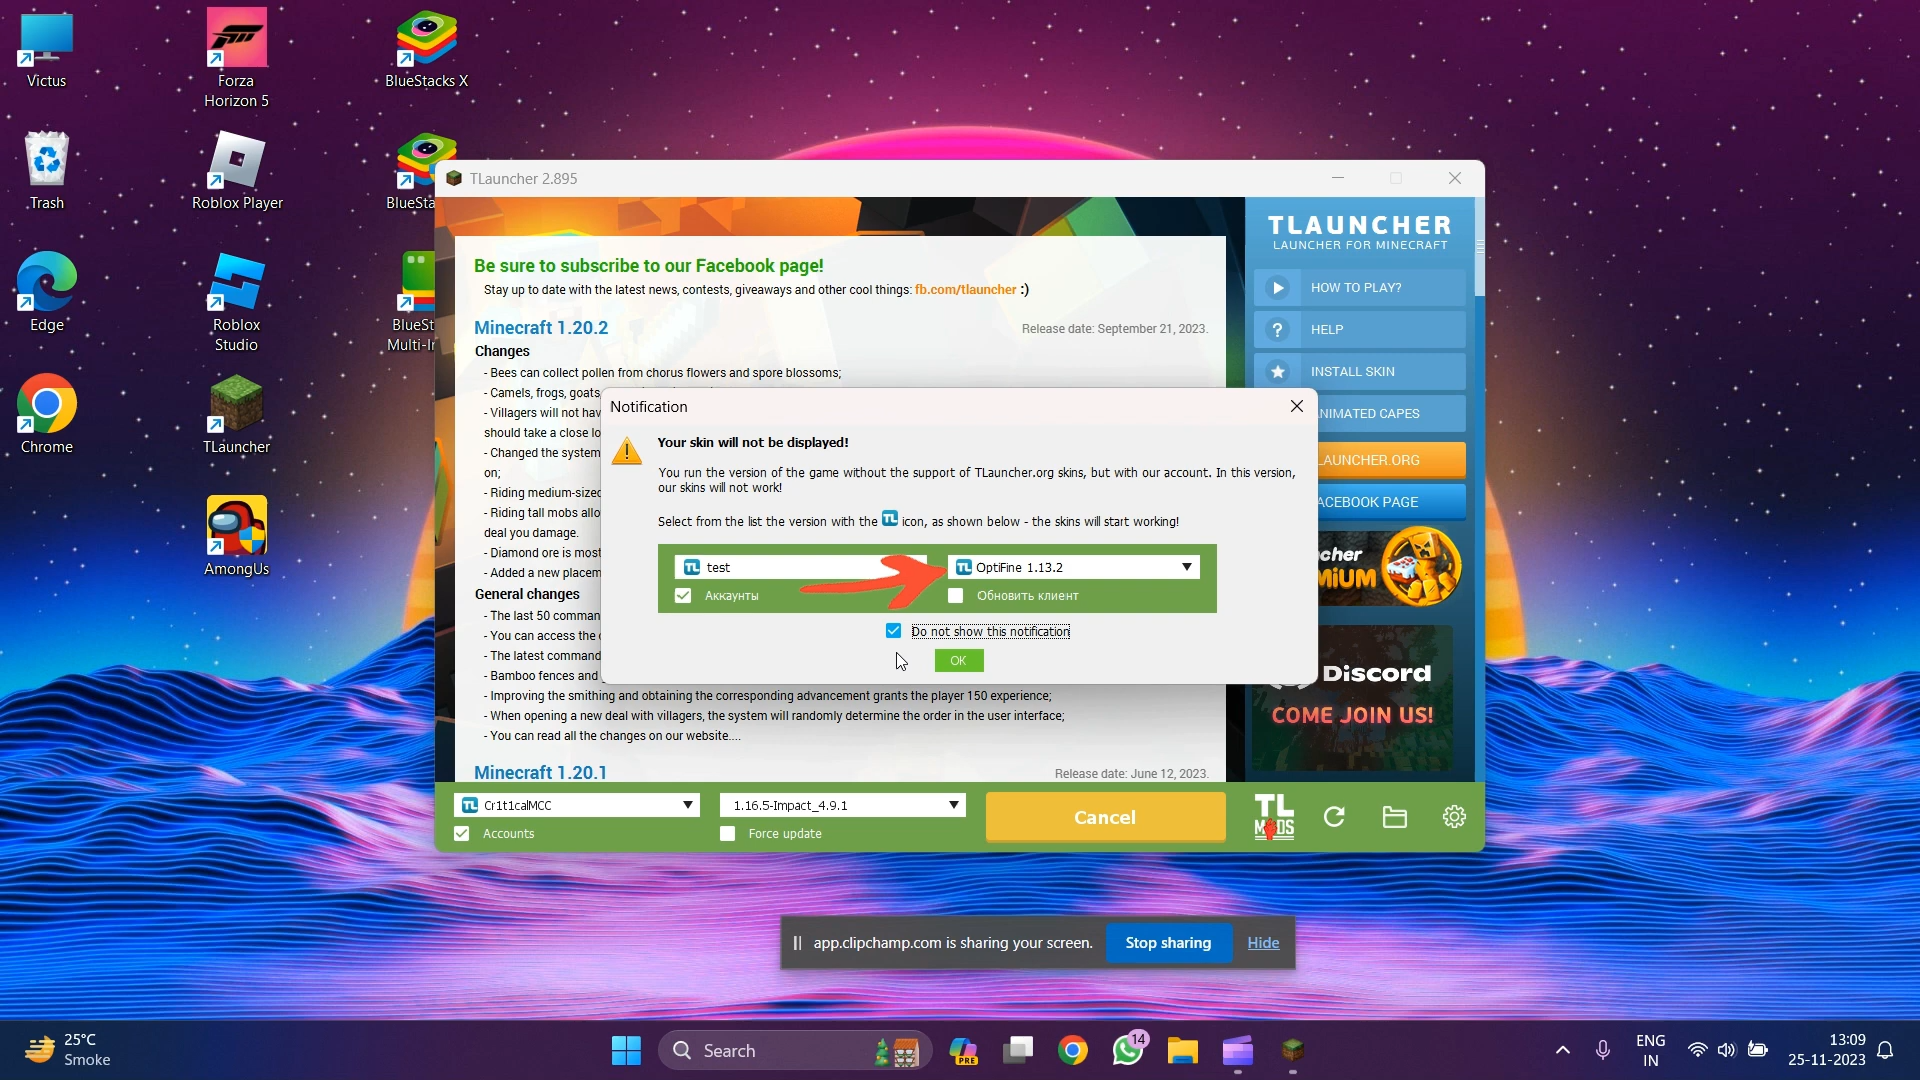 Victus
Forza
Horizon 5
BlueStacks X
Trash
Roblox Player
BlueSta
Edge
Roblox
Studio
BlueSt
Multi-In
Chrome
TLauncher
AmongUs
TLauncher 2.895
Be sure to subscribe to our Facebook page!
Stay up to date with the latest news, contests, giveaways and other cool things: fb.com/tlauncher :)
Minecraft 1.20.2
Release date: September 21, 2023.
Changes
- Bees can collect pollen from chorus flowers and spore blossoms;
- Camels, frogs, goats
- Villagers will not hav
should take a close lo
- Changed the system
on;
- Riding medium-sized
- Riding tall mobs allo
deal you damage.
- Diamond ore is most
- Added a new placem
General changes
- The last 50 comman
- You can access the
- The latest command
- Bamboo fences and
- Improving the smithing and obtaining the corresponding advancement grants the player 150 experience;
- When opening a new deal with villagers, the system will randomly determine the order in the user interface;
- You can read all the changes on our website....
Minecraft 1.20.1
Release date: June 12, 2023.
TLAUNCHER
LAUNCHER FOR MINECRAFT
HOW TO PLAY?
HELP
INSTALL SKIN
NIMATED CAPES
LAUNCHER.ORG
ACEBOOK PAGE
cher
MIUM
Discord
COME JOIN US!
Notification
Your skin will not be displayed!
You run the version of the game without the support of TLauncher.org skins, but with our account. In this version,
our skins will not work!
Select from the list the version with the TL icon, as shown below - the skins will start working!
TL test
TL OptiFine 1.13.2
Аккаунты
Обновить клиент
Do not show this notification
OK
TL Cr1t1calMCC
1.16.5-Impact_4.9.1
Accounts
Force update
Cancel
TL
MODS
app.clipchamp.com is sharing your screen.
Stop sharing
Hide
25°C
Smoke
Search
PRE
14
ENG
IN
13:09
25-11-2023